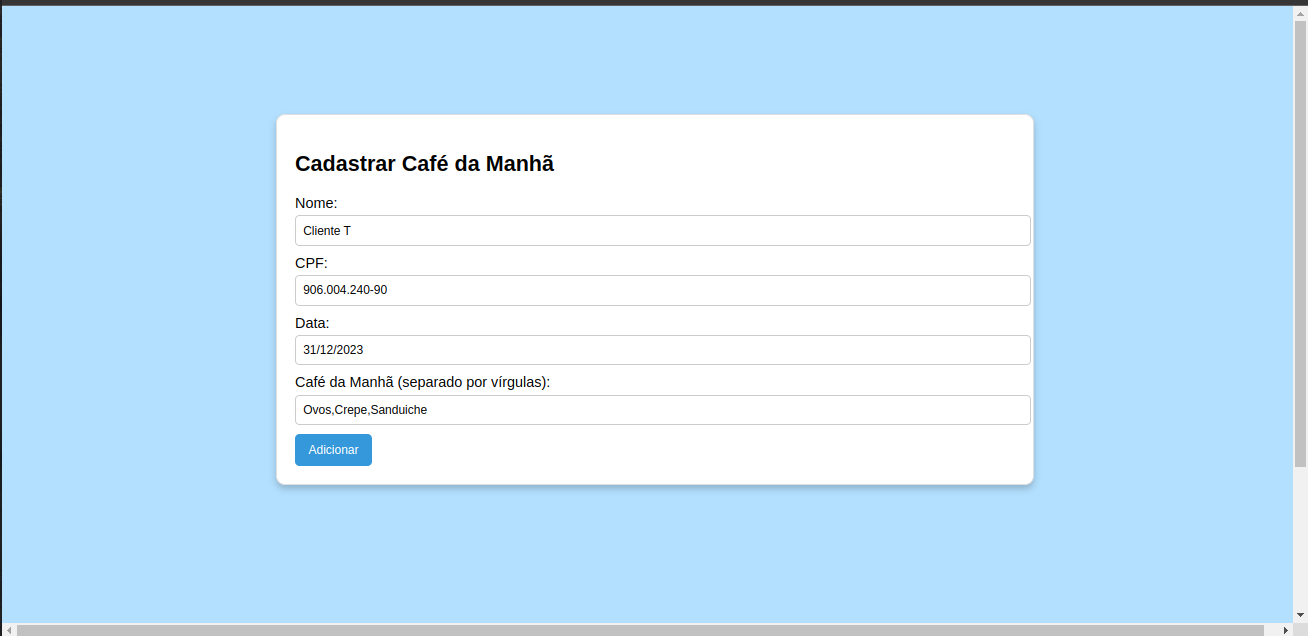 Cadastrar Café da Manhã
Nome:
Cliente T
CPF:
906.004.240-90
Data:
31/12/2023
Café da Manhã (separado por vírgulas):
Ovos,Crepe,Sanduiche
Adicionar